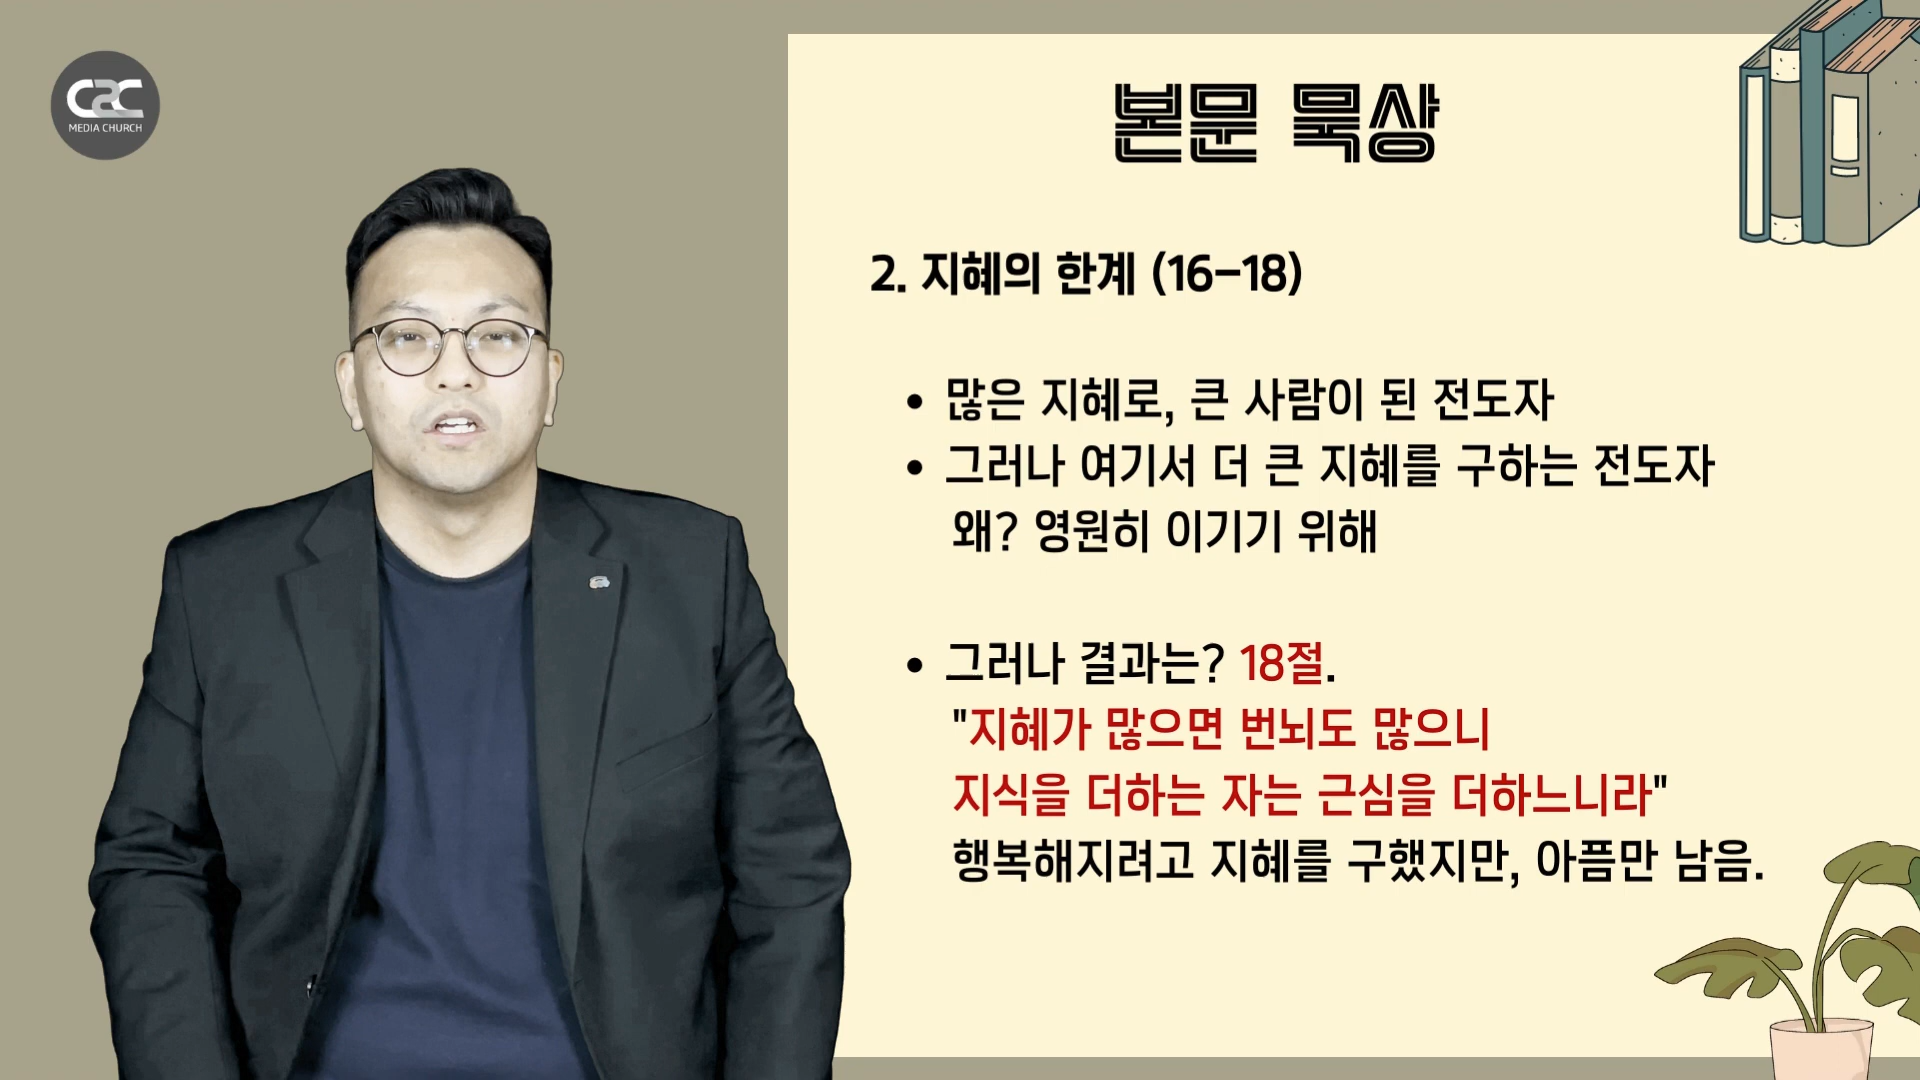 C2C
MEDIA CHURCH
본문 묵상
2. 지혜의 한계 (16-18)
• 많은 지혜로, 큰 사람이 된 전도자
• 그러나 여기서 더 큰 지혜를 구하는 전도자
왜? 영원히 이기기 위해
• 그러나 결과는? 18절.
"지혜가 많으면 번뇌도 많으니
지식을 더하는 자는 근심을 더하느니라"
행복해지려고 지혜를 구했지만, 아픔만 남음.